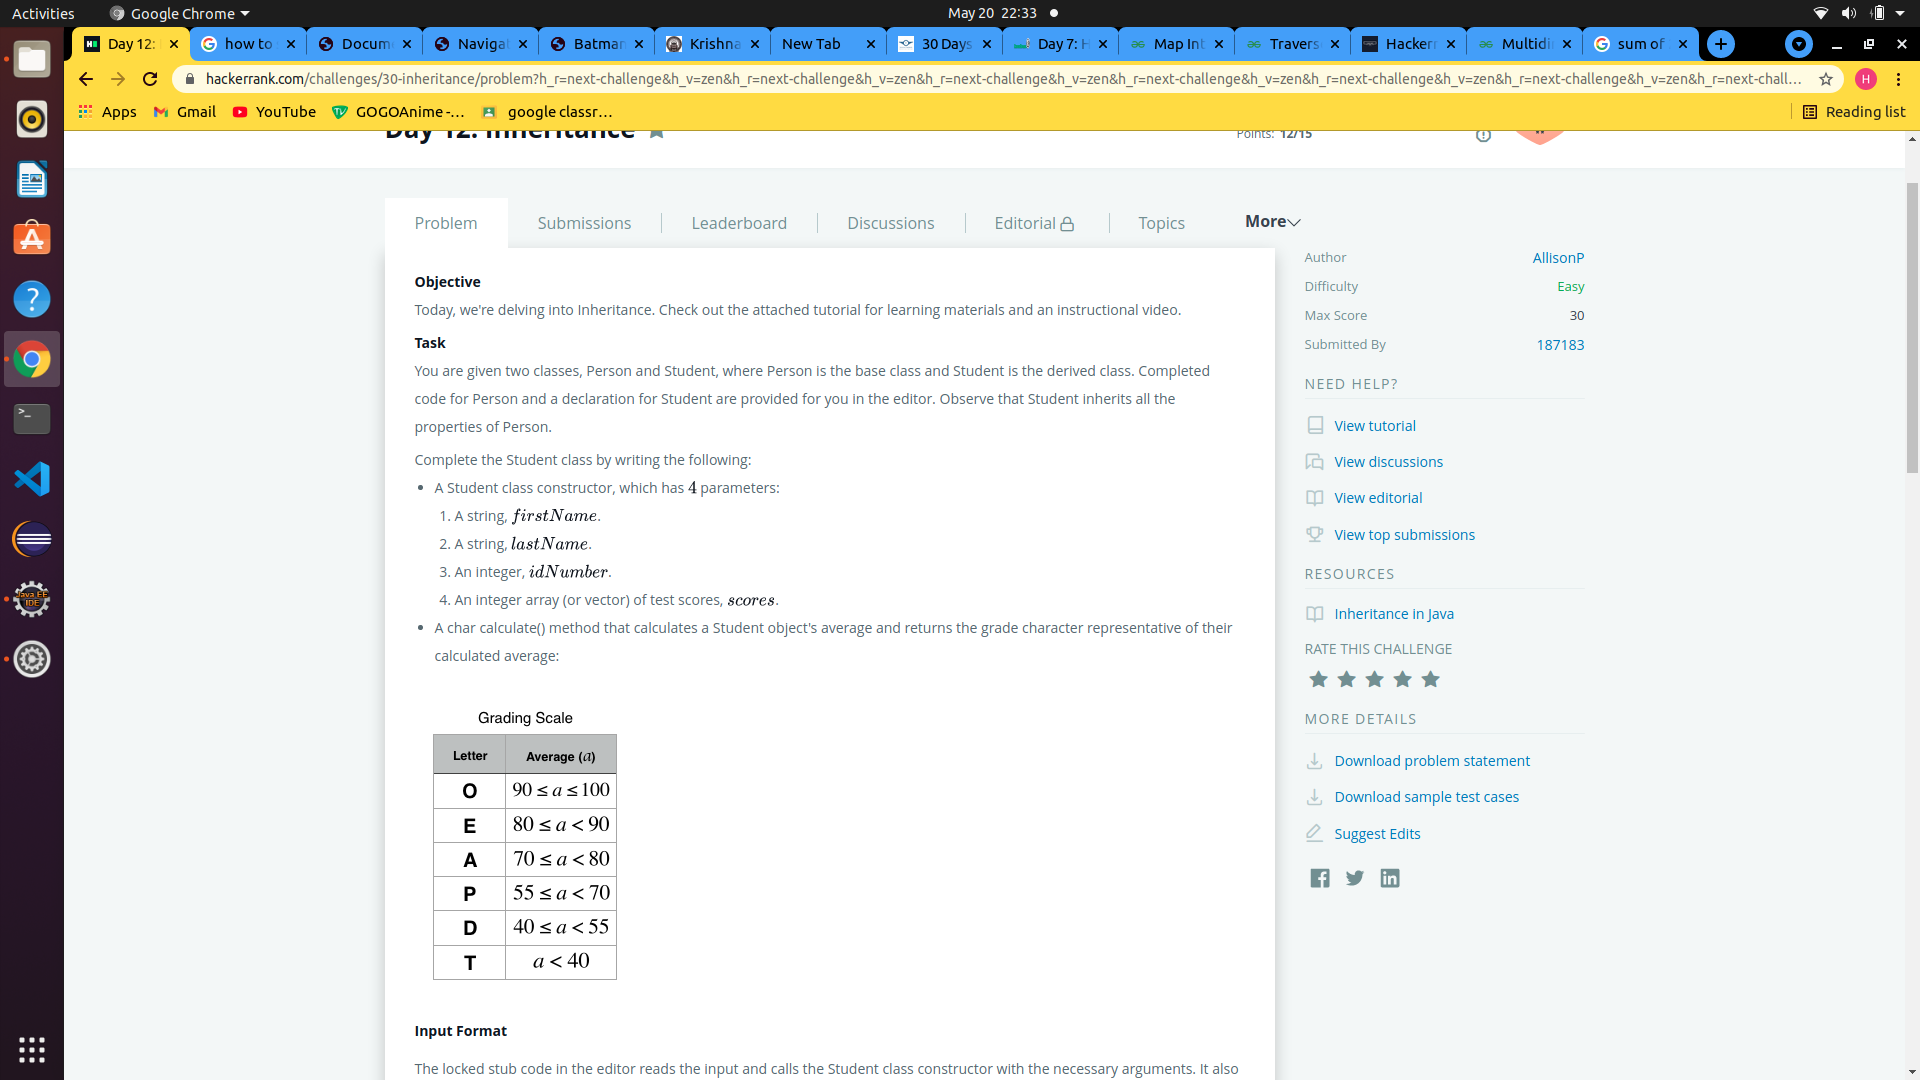 Activities
Google Chrome
May 20 22:33
Day 12:
how to
Docum
Navigat
Batman
Krishna
New Tab
30 Days
Day 7: H
Map Int
Travers
Hackerr
Multidi
sum of
hackerrank.com/challenges/30-inheritance/problem?h_r=next-challenge&h_v=zen&h_r=next-challenge&h_v=zen&h_r=next-challenge&h_v=zen&h_r=next-challenge&h_v=zen&h_r=next-challenge&h_v=zen&h_r=next-challenge&h_v=zen&h_r=next-chall...
H
Apps
Gmail
YouTube
GOGOAnime -...
google classr...
Reading list
Day 12: Inheritance
Points: 12/15
Problem
Submissions
Leaderboard
Discussions
Editorial
Topics
More
Objective
Today, we're delving into Inheritance. Check out the attached tutorial for learning materials and an instructional video.
Task
You are given two classes, Person and Student, where Person is the base class and Student is the derived class. Completed
code for Person and a declaration for Student are provided for you in the editor. Observe that Student inherits all the
properties of Person.
Complete the Student class by writing the following:
• A Student class constructor, which has 4 parameters:
1. A string, firstName.
2. A string, lastName.
3. An integer, idNumber.
4. An integer array (or vector) of test scores, scores.
• A char calculate() method that calculates a Student object's average and returns the grade character representative of their
calculated average:
Grading Scale
Letter Average (a)
O 90 ≤ a ≤ 100
E 80 ≤ a < 90
A 70 ≤ a < 80
P 55 ≤ a < 70
D 40 ≤ a < 55
T a < 40
Input Format
The locked stub code in the editor reads the input and calls the Student class constructor with the necessary arguments. It also
Author AllisonP
Difficulty Easy
Max Score 30
Submitted By 187183
NEED HELP?
View tutorial
View discussions
View editorial
View top submissions
RESOURCES
Inheritance in Java
RATE THIS CHALLENGE
MORE DETAILS
Download problem statement
Download sample test cases
Suggest Edits